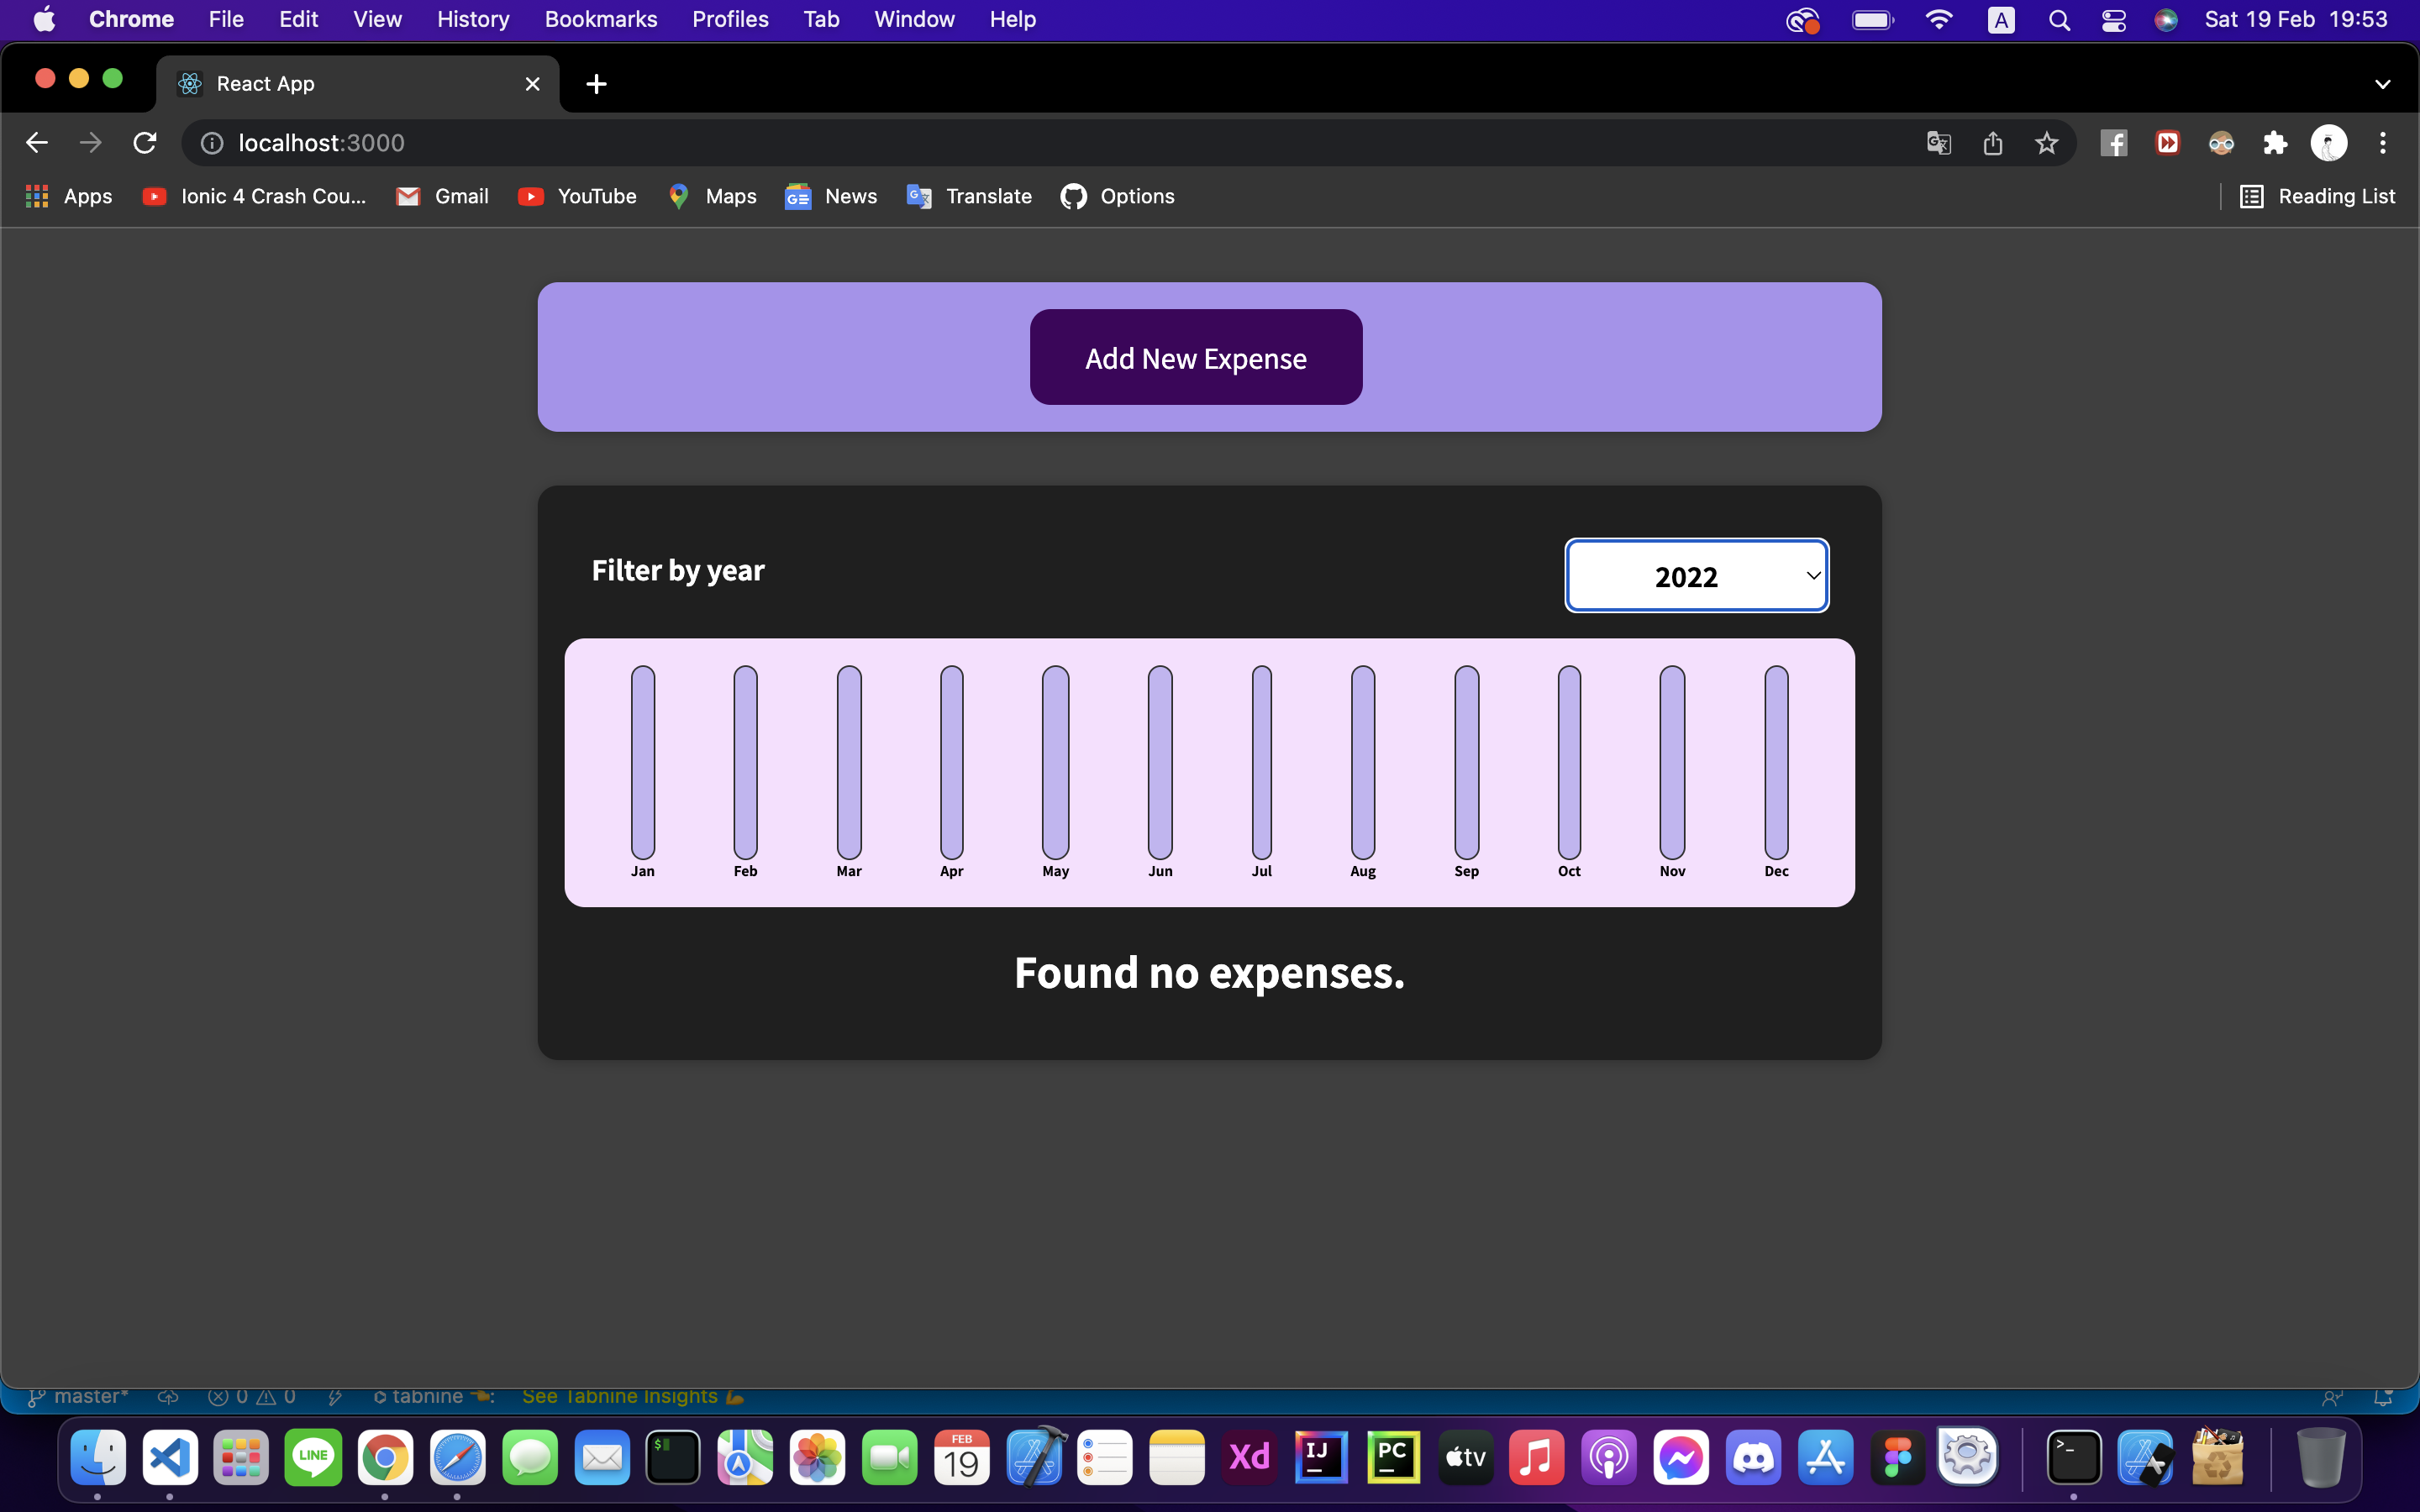 Chrome File Edit View History Bookmarks Profiles Tab Window Help A Sat 19 Feb 19:53
React App
localhost:3000
Apps Ionic 4 Crash Cou... Gmail YouTube Maps News Translate Options Reading List
Add New Expense
Filter by year
2022
Jan Feb Mar Apr May Jun Jul Aug Sep Oct Nov Dec
Found no expenses.
master* 0 0 tabnine : See Tabnine Insights
LINE $ FEB 19 Xd IJ PC tv >_